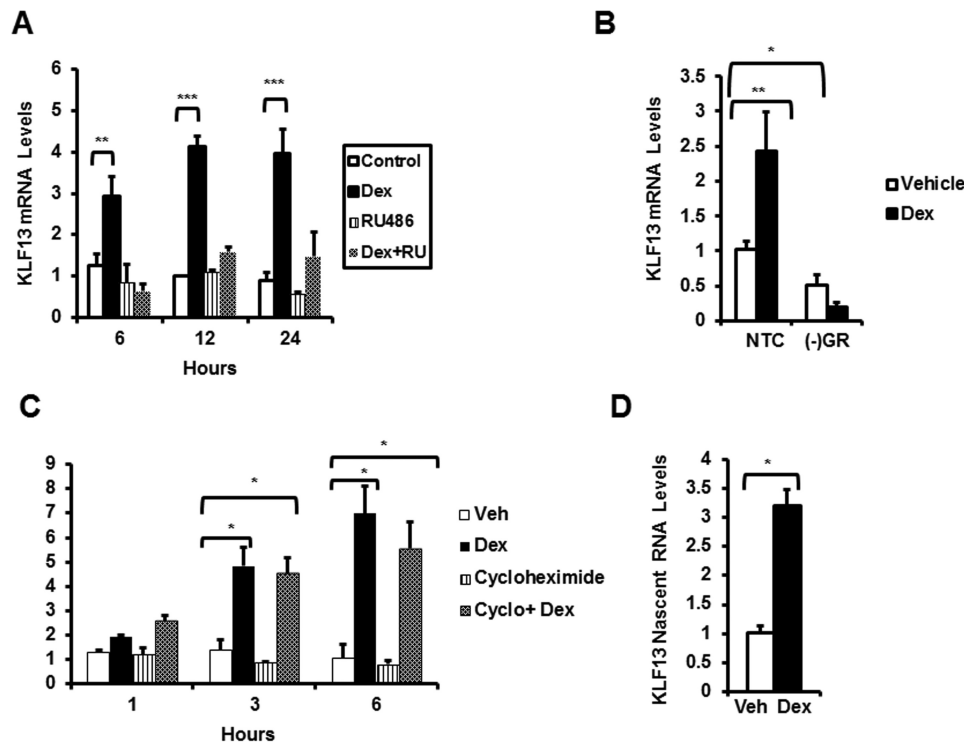 A
KLF13 mRNA Levels
6
5
4
3
2
1
0
**
***
***
6 12 24
Hours
Control
Dex
RU486
Dex+RU
B
KLF13 mRNA Levels
3.5
3
2.5
2
1.5
1
0.5
0
*
**
NTC (-)GR
Vehicle
Dex
C
9
8
7
6
5
4
3
2
1
0
*
*
*
*
1 3 6
Hours
Veh
Dex
Cycloheximide
Cyclo+ Dex
D
KLF13 Nascent RNA Levels
4
3.5
3
2.5
2
1.5
1
0.5
0
*
Veh Dex